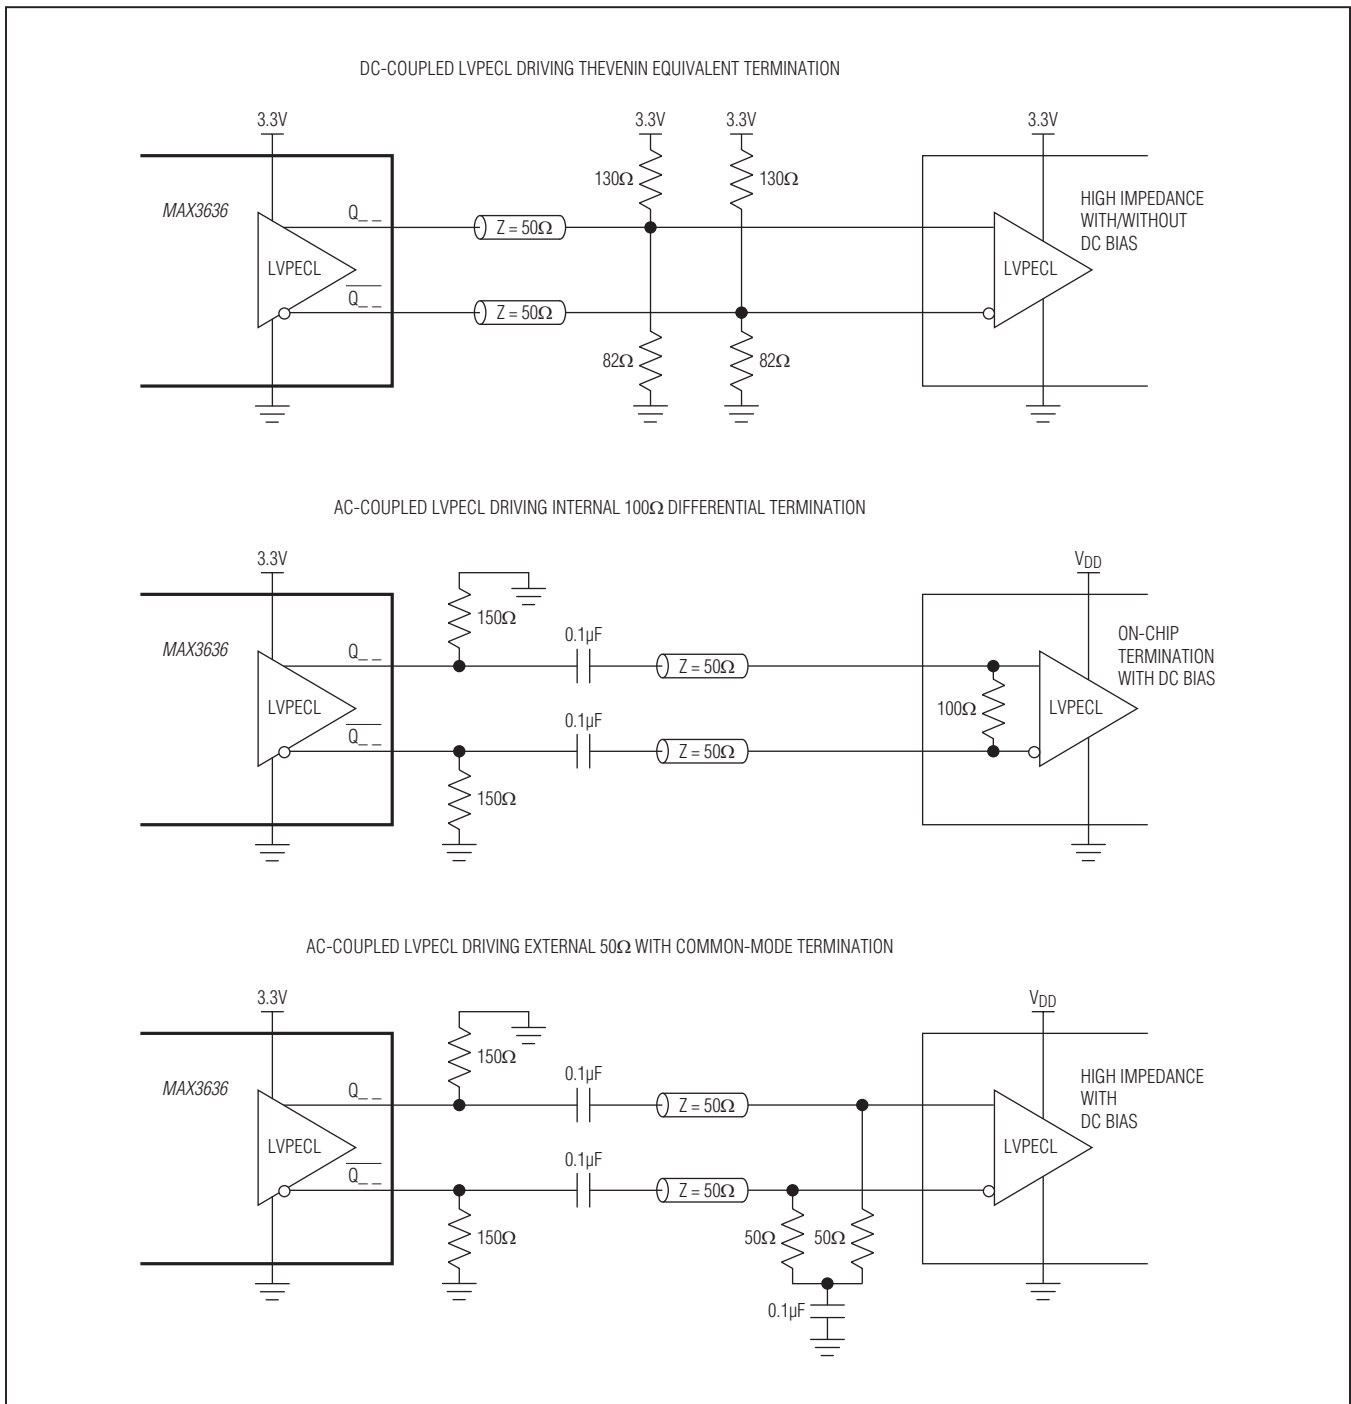 DC-COUPLED LVPECL DRIVING THEVENIN EQUIVALENT TERMINATION
3.3V 3.3V 3.3V 3.3V
130Ω 130Ω
MAX3636 Q_ _ Z = 50Ω
HIGH IMPEDANCE
WITH/WITHOUT
DC BIAS
LVPECL LVPECL
Q_ _ Z = 50Ω
82Ω 82Ω
AC-COUPLED LVPECL DRIVING INTERNAL 100Ω DIFFERENTIAL TERMINATION
3.3V VDD
150Ω
0.1µF
MAX3636 Q_ _ Z = 50Ω
ON-CHIP
TERMINATION
WITH DC BIAS
LVPECL 100Ω LVPECL
0.1µF
Q_ _ Z = 50Ω
150Ω
AC-COUPLED LVPECL DRIVING EXTERNAL 50Ω WITH COMMON-MODE TERMINATION
3.3V VDD
150Ω
0.1µF
MAX3636 Q_ _ Z = 50Ω
HIGH IMPEDANCE
WITH
DC BIAS
LVPECL LVPECL
0.1µF
Q_ _ Z = 50Ω
150Ω 50Ω 50Ω
0.1µF